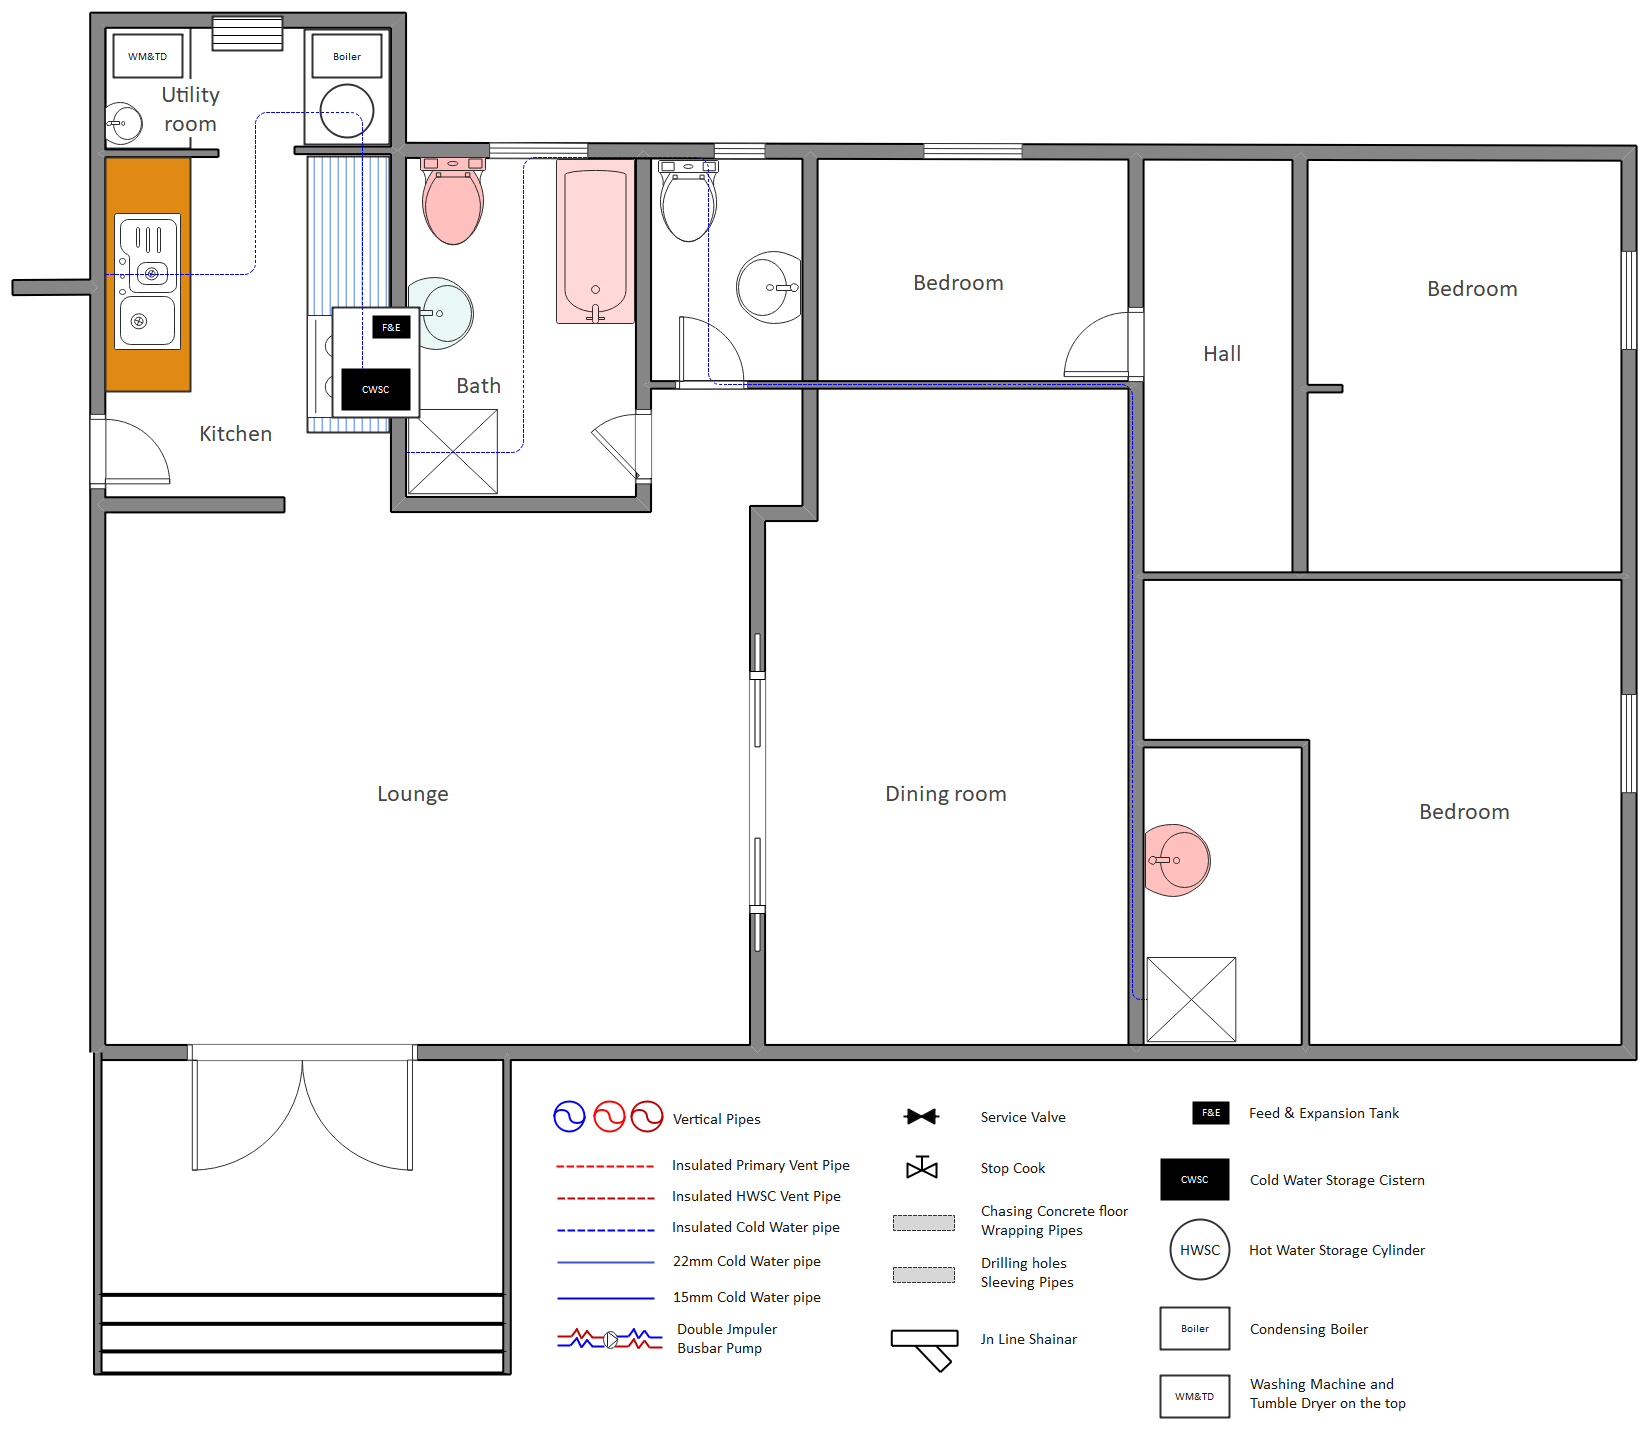 WM&TD
Boiler
Utility
room
F&E
CWSC
Bath
Kitchen
Bedroom
Hall
Bedroom
Lounge
Dining room
Bedroom
Vertical Pipes
Insulated Primary Vent Pipe
Insulated HWSC Vent Pipe
Insulated Cold Water pipe
22mm Cold Water pipe
15mm Cold Water pipe
Double Jmpuler
Busbar Pump
Service Valve
Stop Cook
Chasing Concrete floor
Wrapping Pipes
Drilling holes
Sleeving Pipes
Jn Line Shainar
F&E
Feed & Expansion Tank
CWSC
Cold Water Storage Cistern
HWSC
Hot Water Storage Cylinder
Boiler
Condensing Boiler
WM&TD
Washing Machine and
Tumble Dryer on the top